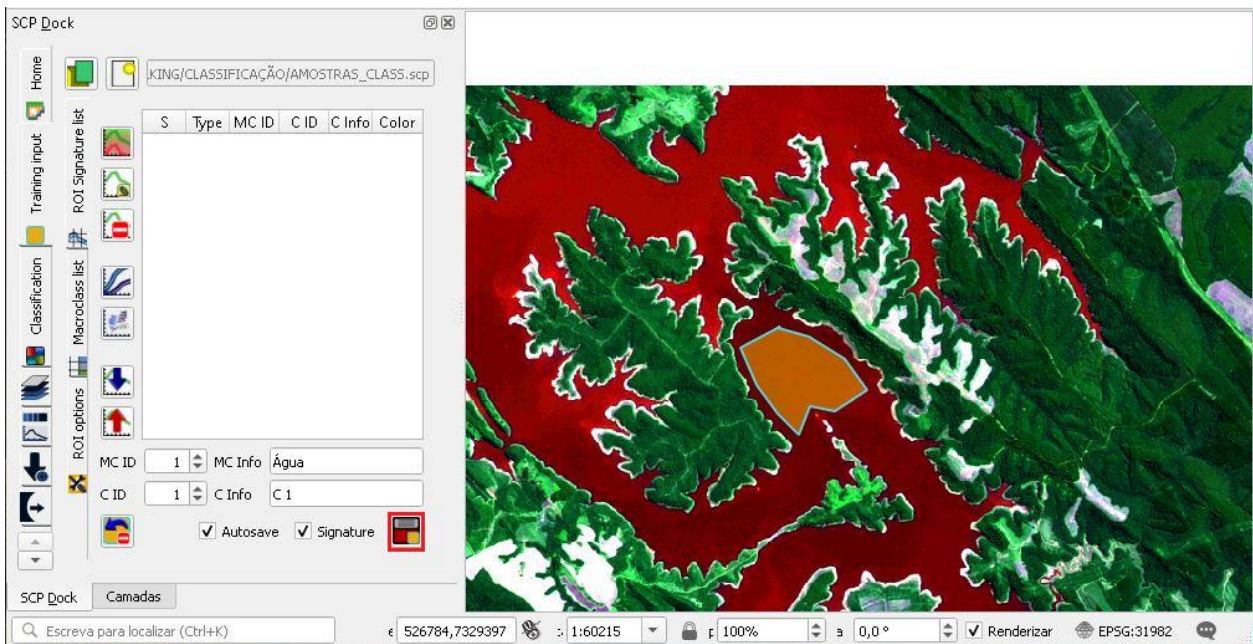 SCP Dock
Home
Training input
Classification
ROI Signature list
Macroclass list
ROI options
KING/CLASSIFICAÇÃO/AMOSTRAS_CLASS.scp
S Type MC ID C ID C Info Color
MC ID 1 MC Info Água
C ID 1 C Info C 1
Autosave Signature
SCP Dock Camadas
Escreva para localizar (Ctrl+K) 526784,7329397 1:60215 100% 0,0 ° Renderizar EPSG:31982